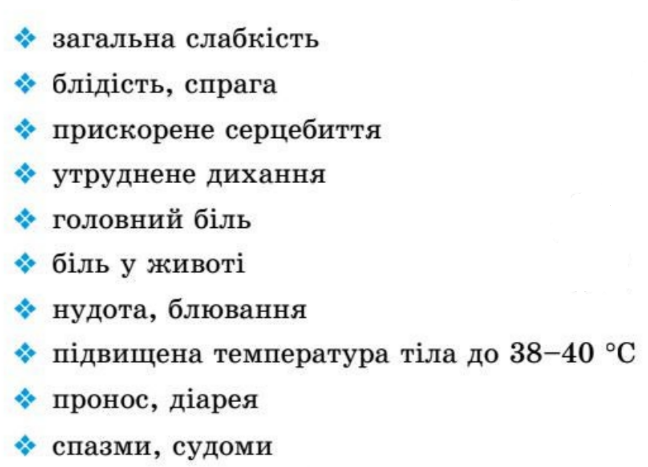 ❖ загальна слабкість
❖ блідість, спрага
❖ прискорене серцебиття
❖ утруднене дихання
❖ головний біль
❖ біль у животі
❖ нудота, блювання
❖ підвищена температура тіла до 38–40 °C
❖ пронос, діарея
❖ спазми, судоми